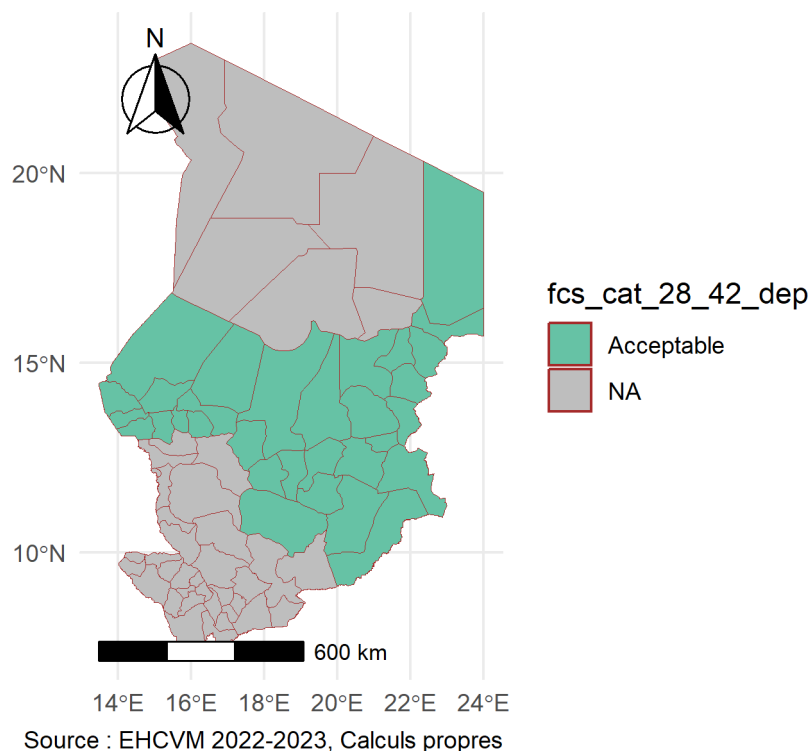 N
20°N
15°N
10°N
fcs_cat_28_42_dep
Acceptable
NA
600 km
14°E 16°E 18°E 20°E 22°E 24°E
Source : EHCVM 2022-2023, Calculs propres